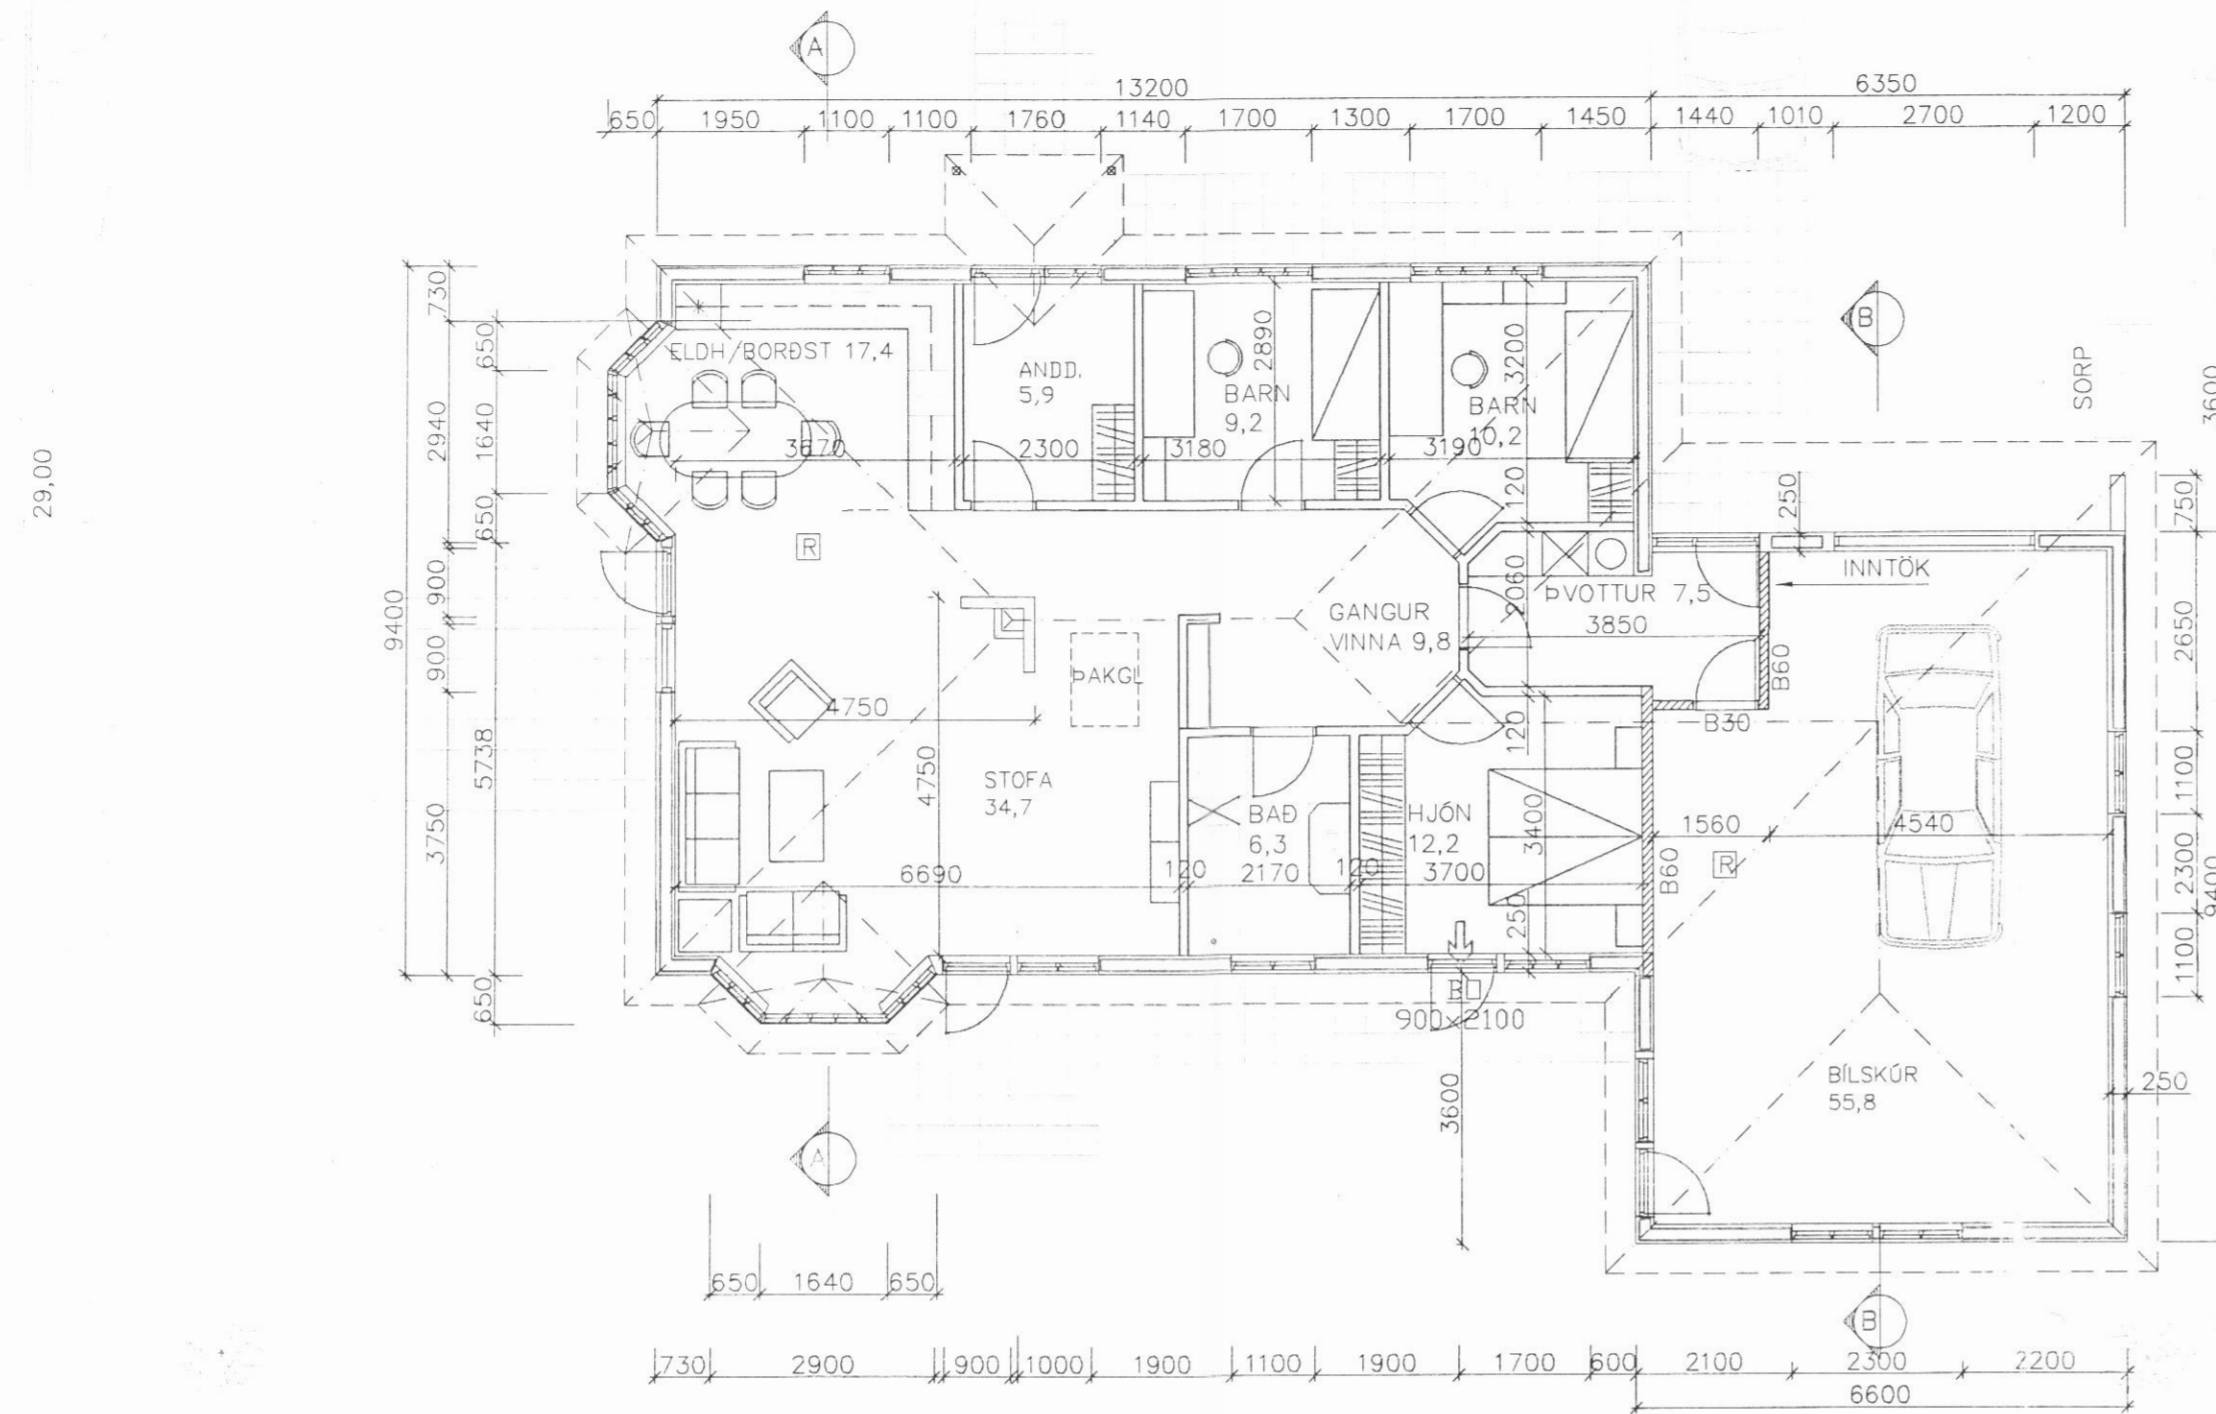 A
13200
6350
650 1950 1100 1100 1760 1140 1700 1300 1700 1450 1440 1010 2700 1200
730
650
B
ELDH/BORÐST 17,4
ANDD.
5,9
2890
BARN
9,2
3200
BARN
10,2
SORP
3600
29,00
2940
1640
3670
2300
3180
3190
120
250
750
650
R
9400
900
2060
ÞVOTTUR 7,5
INNTÖK
GANGUR
VINNA 9,8
3850
2650
900
ÞAKGL
B60
4750
120
B30
5738
4750
STOFA
34,7
BAÐ
6,3
HJÓN
12,2
3400
1560
4540
1100
3750
R
B60
2300
9400
6690
120
2170
120
3700
250
1100
650
B
900x2100
3600
BÍLSKÚR
55,8
250
A
650 1640 650
B
730 2900 900 1000 1900 1100 1900 1700 600 2100 2300 2200
6600